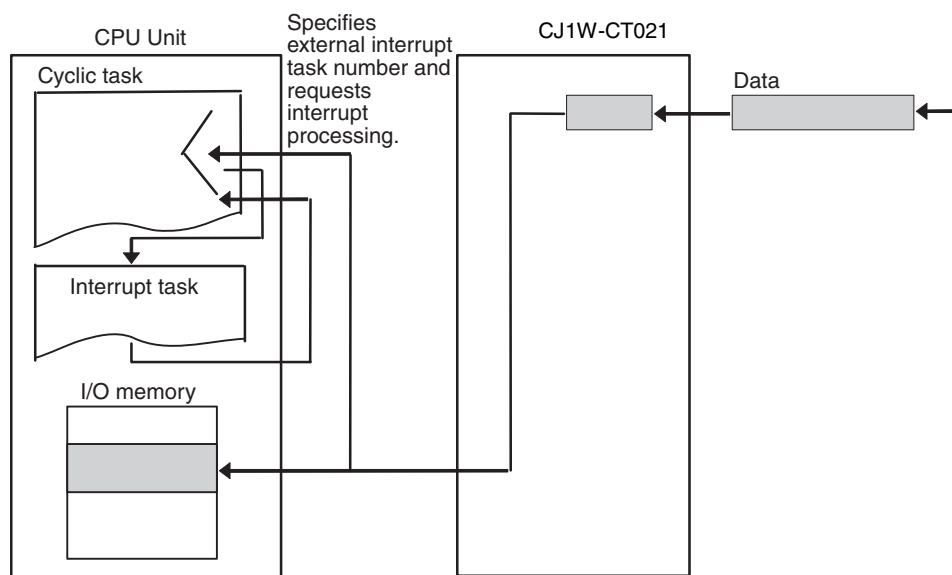 CPU Unit
Specifies
external interrupt
task number and
requests
interrupt
processing.
CJ1W-CT021
Cyclic task
Data
Interrupt task
I/O memory